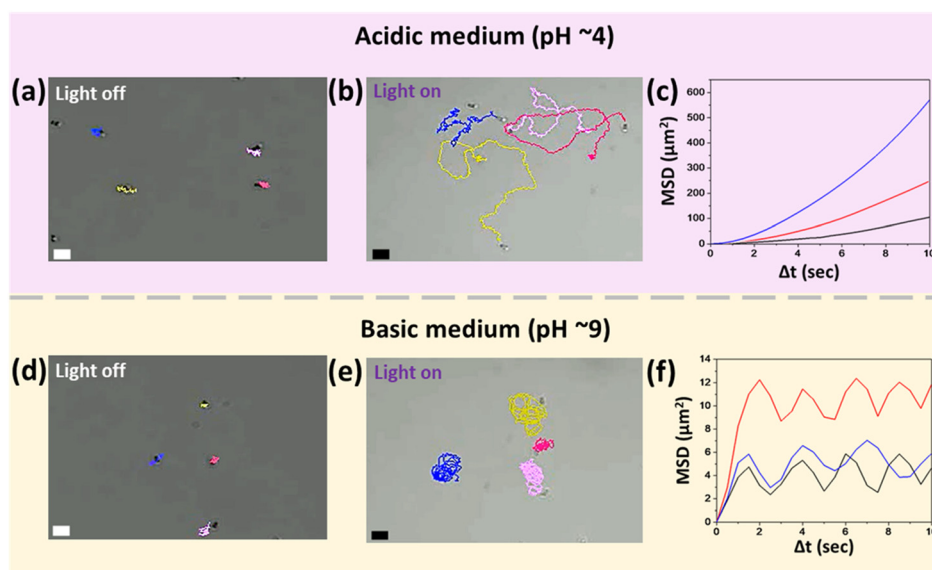 Acidic medium (pH ~4)
(a)
Light off
(b)
Light on
(c)
MSD (μm²)
600
500
400
300
200
100
0
0 2 4 6 8 10
Δt (sec)
Basic medium (pH ~9)
(d)
Light off
(e)
Light on
(f)
MSD (μm²)
14
12
10
8
6
4
2
0
0 2 4 6 8 10
Δt (sec)